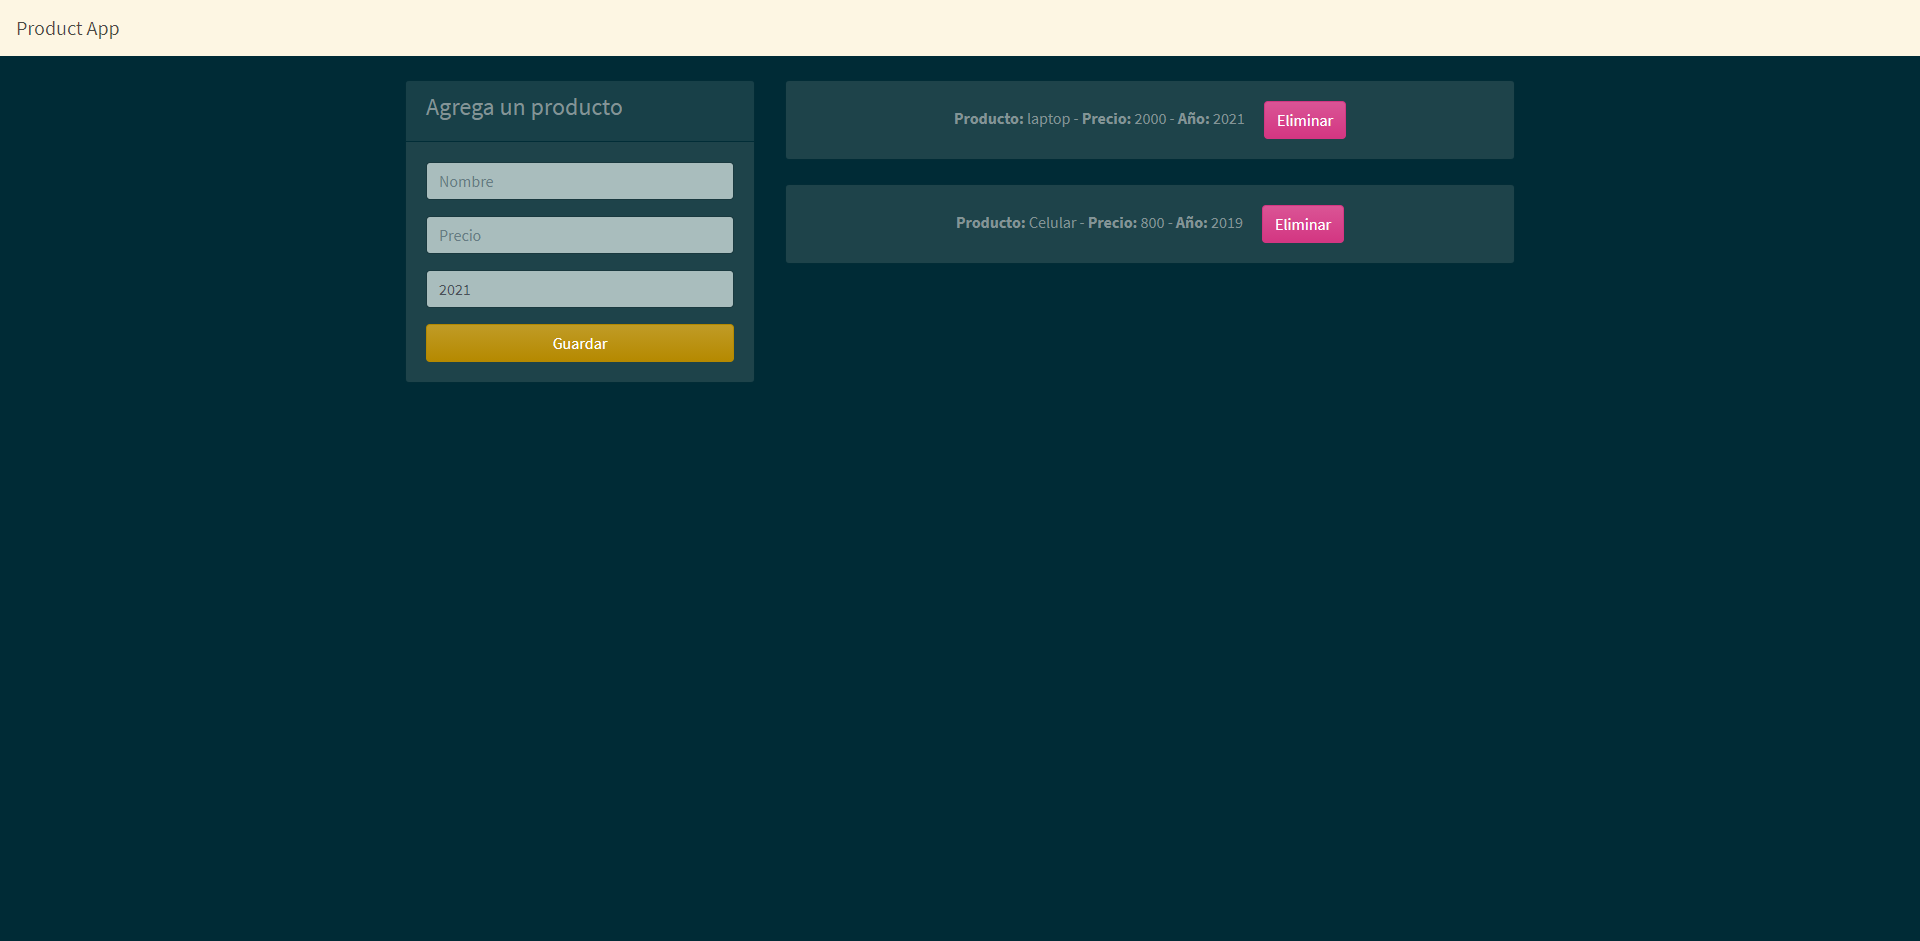 Product App
Agrega un producto
Nombre
Precio
2021
Guardar
Producto: laptop - Precio: 2000 - Año: 2021 Eliminar
Producto: Celular - Precio: 800 - Año: 2019 Eliminar